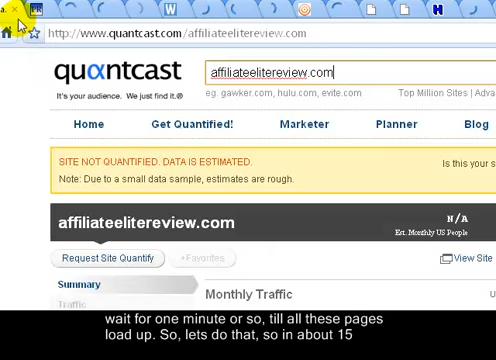 a.
PR
W
H
http://www.quantcast.com/affiliateelitereview.com
quantcast
affiliateelitereview.com
It's your audience. We just find it.®
eg. gawker.com, hulu.com, evite.com
Top Million Sites | Adva
Home
Get Quantified!
Marketer
Planner
Blog
SITE NOT QUANTIFIED. DATA IS ESTIMATED.
Is this your s
Note: Due to a small data sample, estimates are rough.
affiliateelitereview.com
N/A
Est. Monthly US People
Request Site Quantify
+Favorites
View Site
Summary
Monthly Traffic
Traffic
wait for one minute or so, till all these pages
load up. So, lets do that, so in about 15